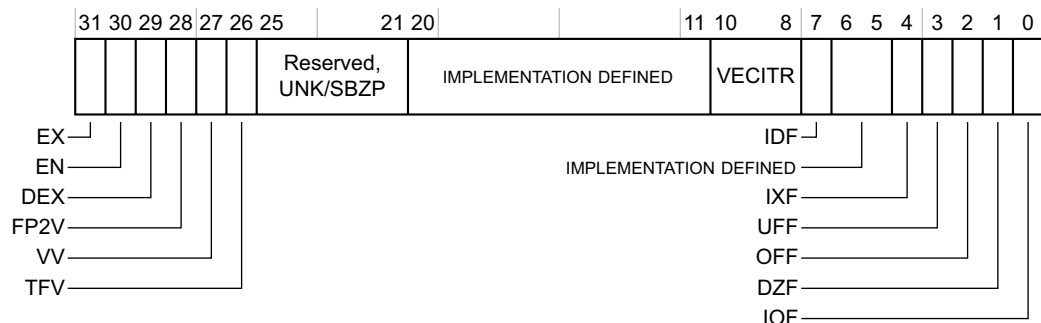 31 30 29 28 27 26 25 21 20 11 10 8 7 6 5 4 3 2 1 0
Reserved,
UNK/SBZP
IMPLEMENTATION DEFINED
VECITR
EX
EN
DEX
FP2V
VV
TFV
IDF
IMPLEMENTATION DEFINED
IXF
UFF
OFF
DZF
IOF